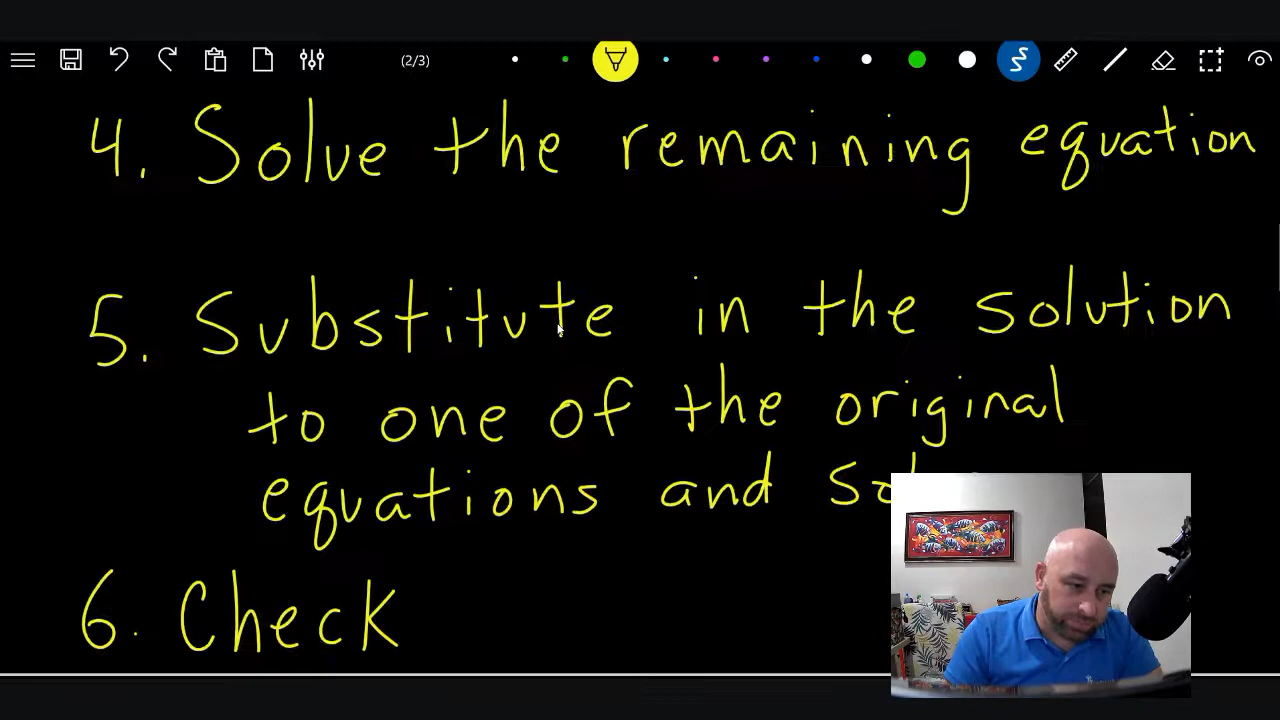 (2/3)
4. Solve the remaining equation
5. Substitute in the solution
to one of the original
equations and
6. Check